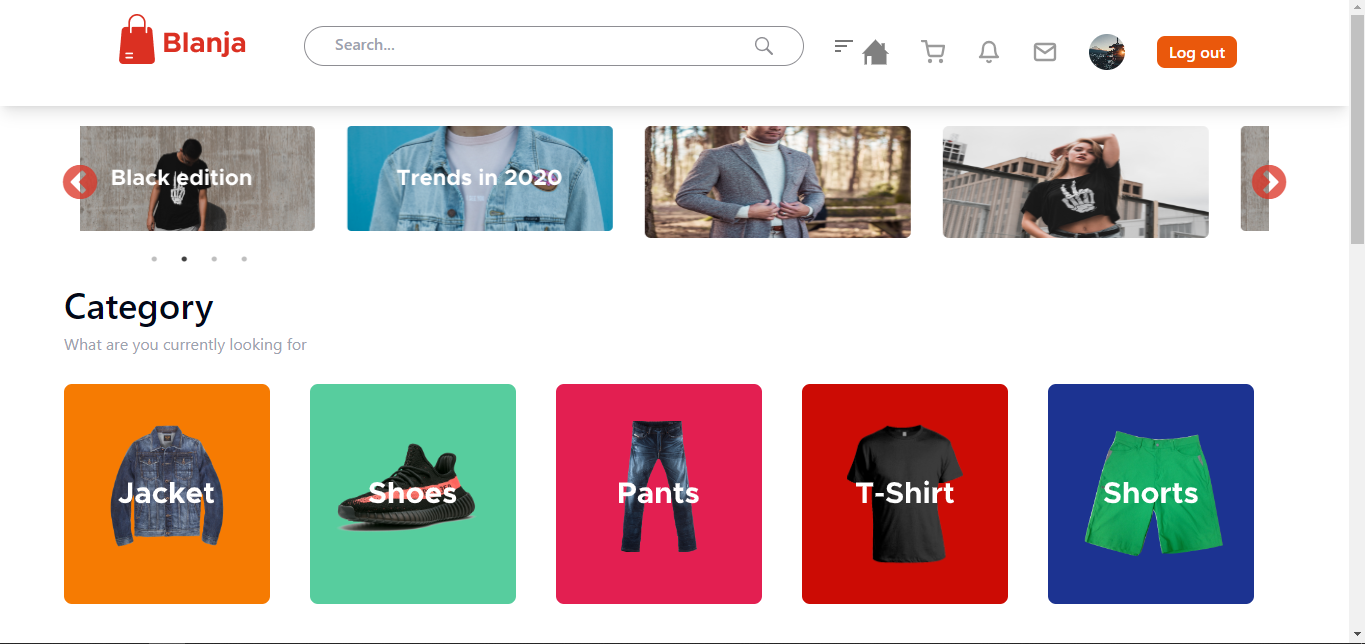 Blanja
Search...
Log out
Black edition
Trends in 2020
Category
What are you currently looking for
Jacket
Shoes
Pants
T-Shirt
Shorts